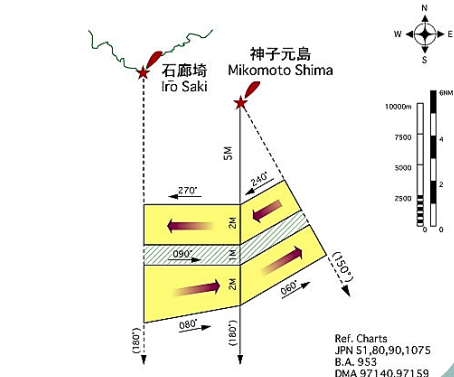 N
W
E
S
石廊埼
Irō Saki
神子元島
Mikomoto Shima
10000m
7500
5000
2500
0
6NM
4
2
0
5M
270°
240°
2M
090°
1M
2M
080°
060°
(150°)
(180°)
(180°)
Ref. Charts
JPN 51,80,90,1075
B.A. 953
DMA 97140,97159